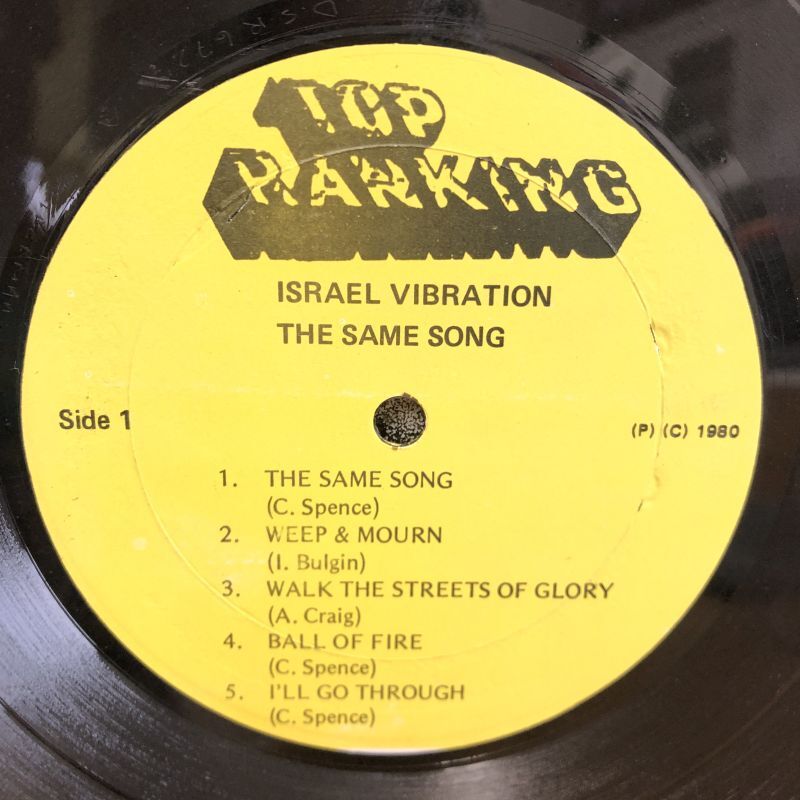 TOP
RANKING
ISRAEL VIBRATION
THE SAME SONG
Side 1
(P) (C) 1980
1. THE SAME SONG
(C. Spence)
2. WEEP & MOURN
(I. Bulgin)
3. WALK THE STREETS OF GLORY
(A. Craig)
4. BALL OF FIRE
(C. Spence)
5. I'LL GO THROUGH
(C. Spence)